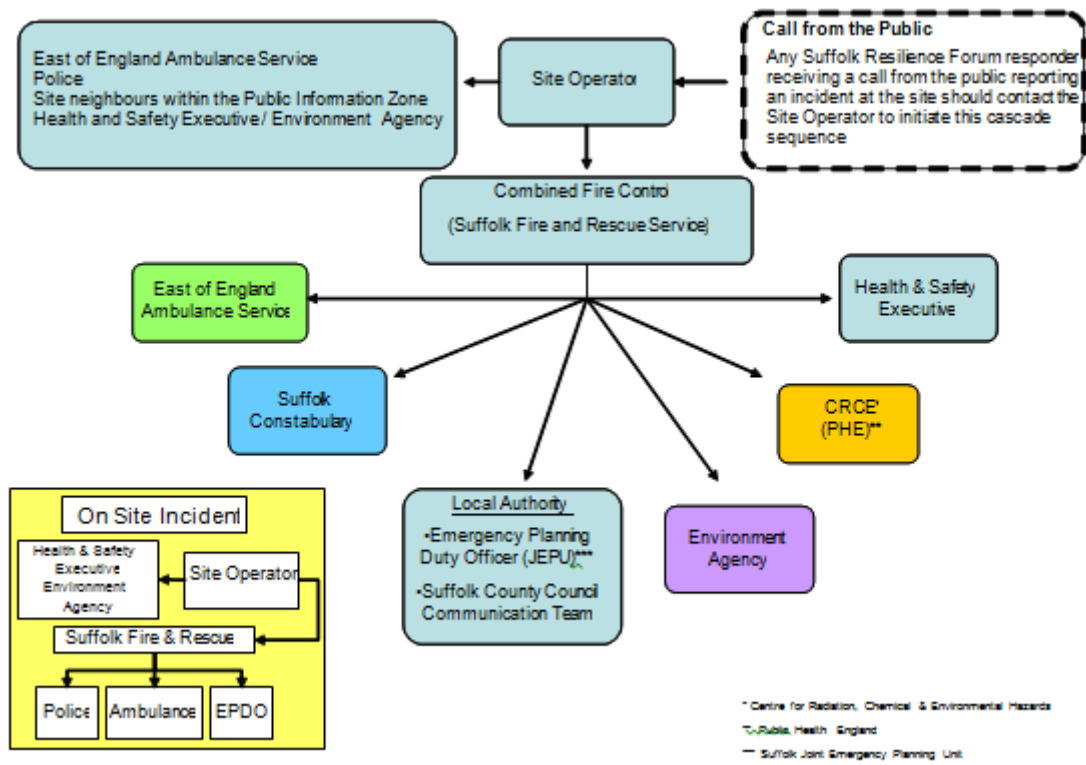 East of England Ambulance Service
Police
Site neighbours within the Public Information Zone
Health and Safety Executive / Environment Agency
Site Operator
Call from the Public
Any Suffolk Resilience Forum responder
receiving a call from the public reporting
an incident at the site should contact the
Site Operator to initiate this cascade
sequence
Combined Fire Control
(Suffolk Fire and Rescue Service)
East of England
Ambulance Service
Health & Safety
Executive
Suffolk
Constabulary
CRCE*
(PHE)**
Local Authority
•Emergency Planning
Duty Officer (JEPU)***
•Suffolk County Council
Communication Team
Environment
Agency
On Site Incident
Health & Safety
Executive
Environment
Agency
Site Operator
Suffolk Fire & Rescue
Police
Ambulance
EPDO
* Centre for Radiation, Chemical & Environmental Hazards
** Public Health England
*** Suffolk Joint Emergency Planning Unit